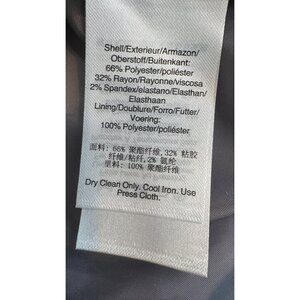 Shell/Exterieur/Armazon/
Oberstoff/Buitenkant:
66% Polyester/poliéster
32% Rayon/Rayonne/viscosa
2% Spandex/elastano/Elasthan/
Elasthaan
Lining/Doublure/Forro/Futter/
Voering:
100% Polyester/poliéster
面料: 66% 聚酯纤维,32% 粘胶
纤维/粘纤,2% 氨纶
里料: 100% 聚酯纤维
Dry Clean Only. Cool Iron. Use
Press Cloth.